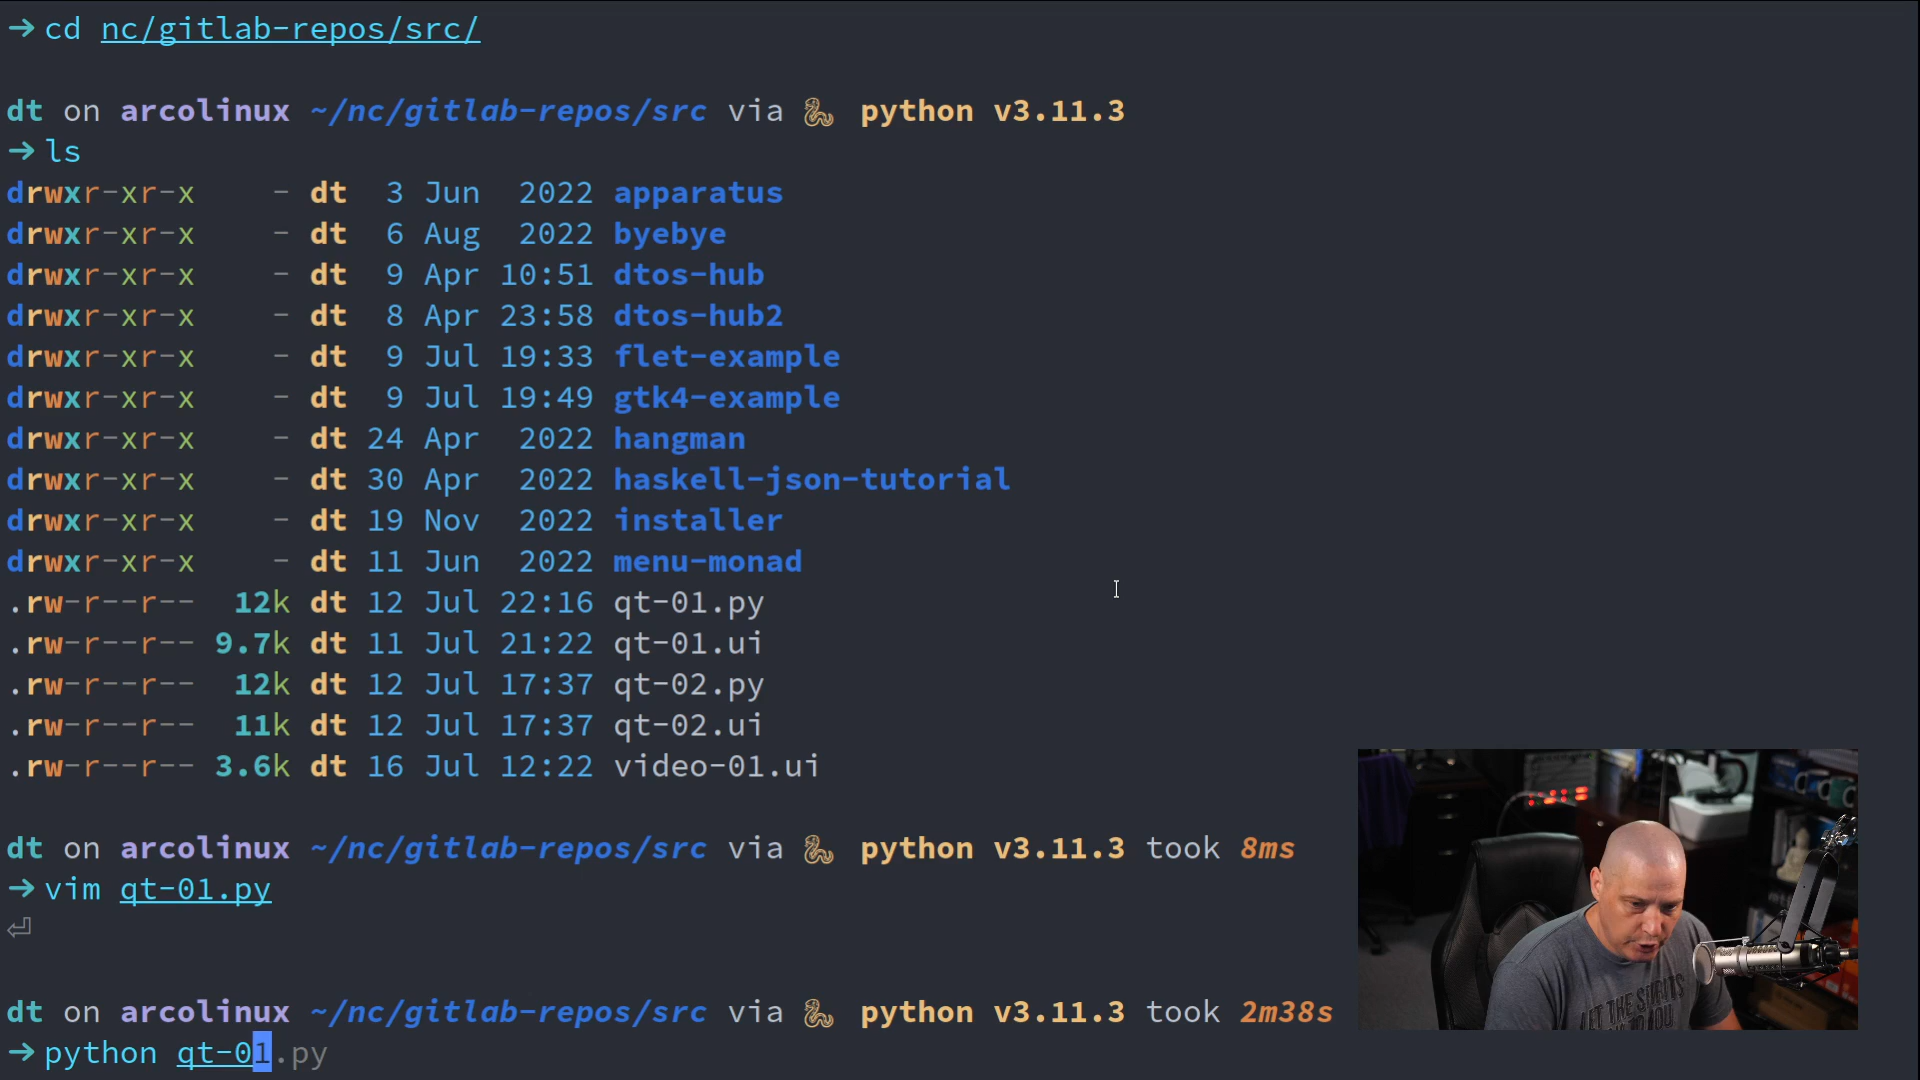 → cd nc/gitlab-repos/src/
dt on arcolinux ~/nc/gitlab-repos/src via 🐍 python v3.11.3
→ ls
drwxr-xr-x - dt 3 Jun 2022 apparatus
drwxr-xr-x - dt 6 Aug 2022 byebye
drwxr-xr-x - dt 9 Apr 10:51 dtos-hub
drwxr-xr-x - dt 8 Apr 23:58 dtos-hub2
drwxr-xr-x - dt 9 Jul 19:33 flet-example
drwxr-xr-x - dt 9 Jul 19:49 gtk4-example
drwxr-xr-x - dt 24 Apr 2022 hangman
drwxr-xr-x - dt 30 Apr 2022 haskell-json-tutorial
drwxr-xr-x - dt 19 Nov 2022 installer
drwxr-xr-x - dt 11 Jun 2022 menu-monad
.rw-r--r-- 12k dt 12 Jul 22:16 qt-01.py
.rw-r--r-- 9.7k dt 11 Jul 21:22 qt-01.ui
.rw-r--r-- 12k dt 12 Jul 17:37 qt-02.py
.rw-r--r-- 11k dt 12 Jul 17:37 qt-02.ui
.rw-r--r-- 3.6k dt 16 Jul 12:22 video-01.ui
dt on arcolinux ~/nc/gitlab-repos/src via 🐍 python v3.11.3 took 8ms
→ vim qt-01.py
⏎
dt on arcolinux ~/nc/gitlab-repos/src via 🐍 python v3.11.3 took 2m38s
→ python qt-01.py
LET THE SPIRITS
YOU